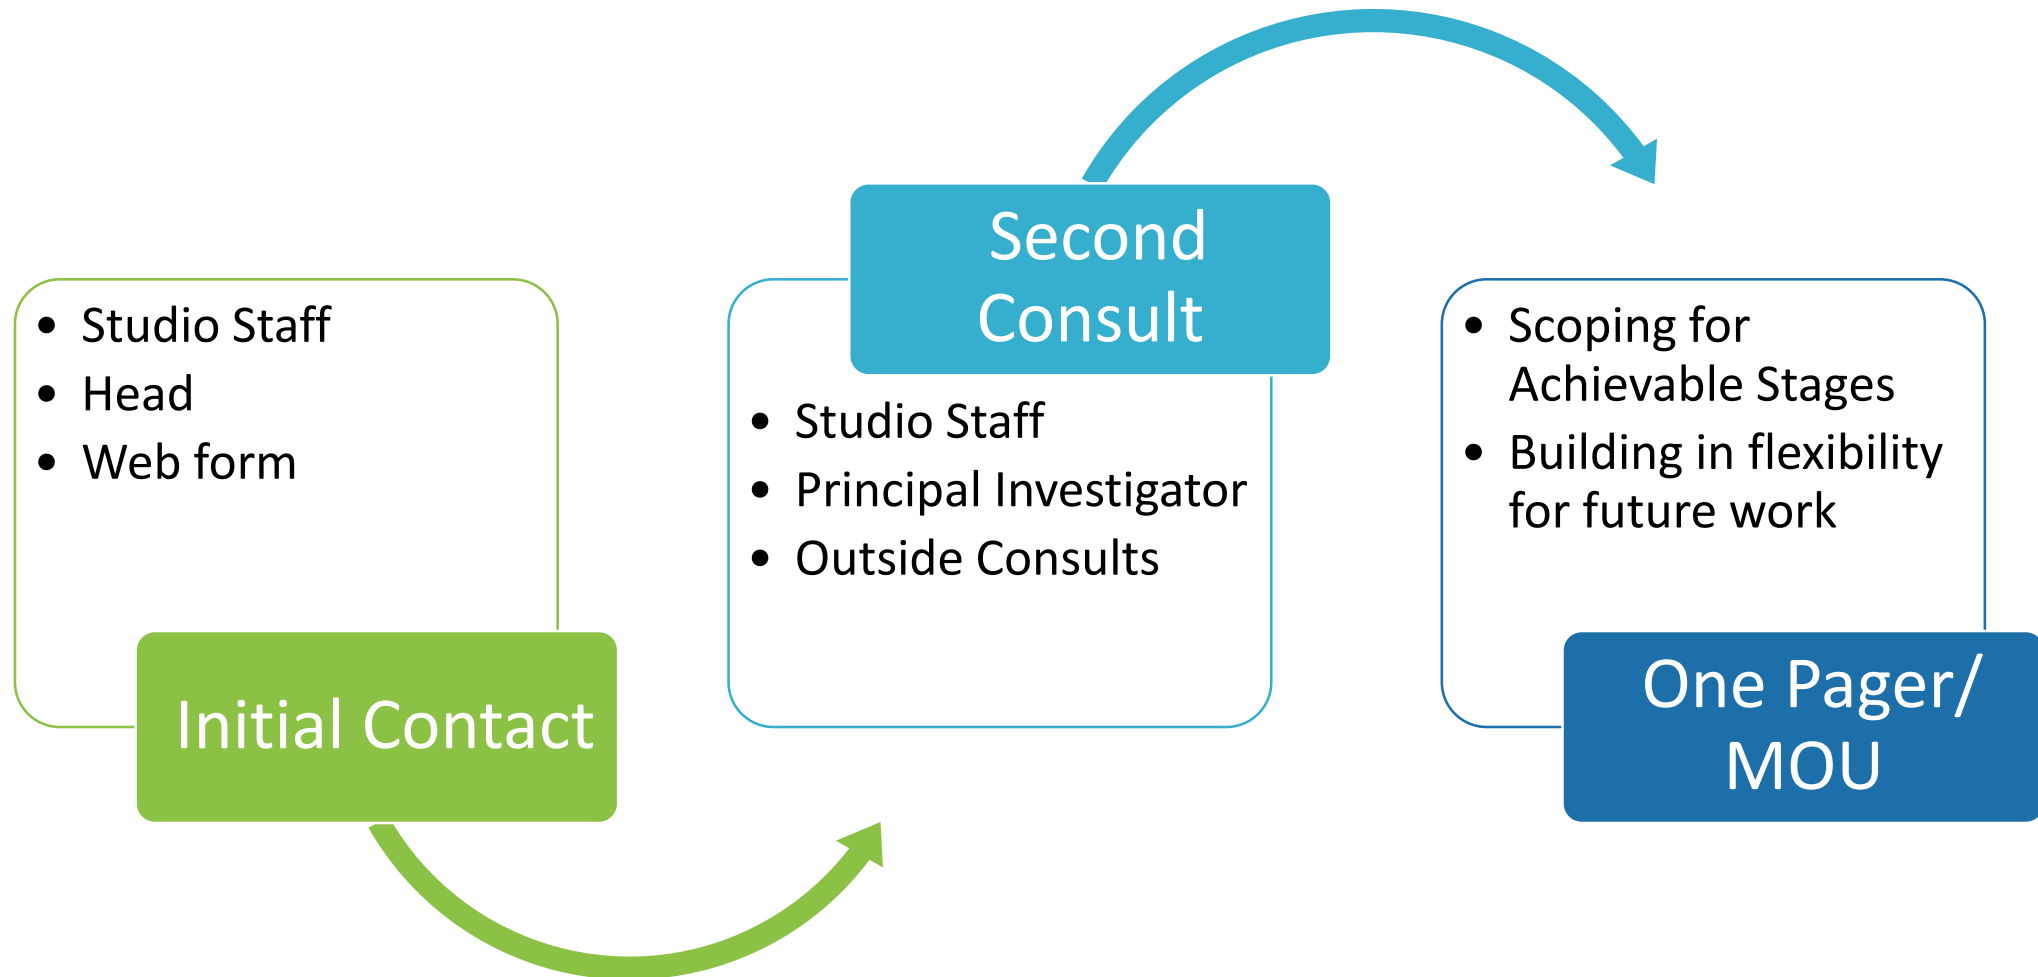 • Studio Staff
• Head
• Web form
Initial Contact
Second
Consult
• Studio Staff
• Principal Investigator
• Outside Consults
• Scoping for
Achievable Stages
• Building in flexibility
for future work
One Pager/
MOU